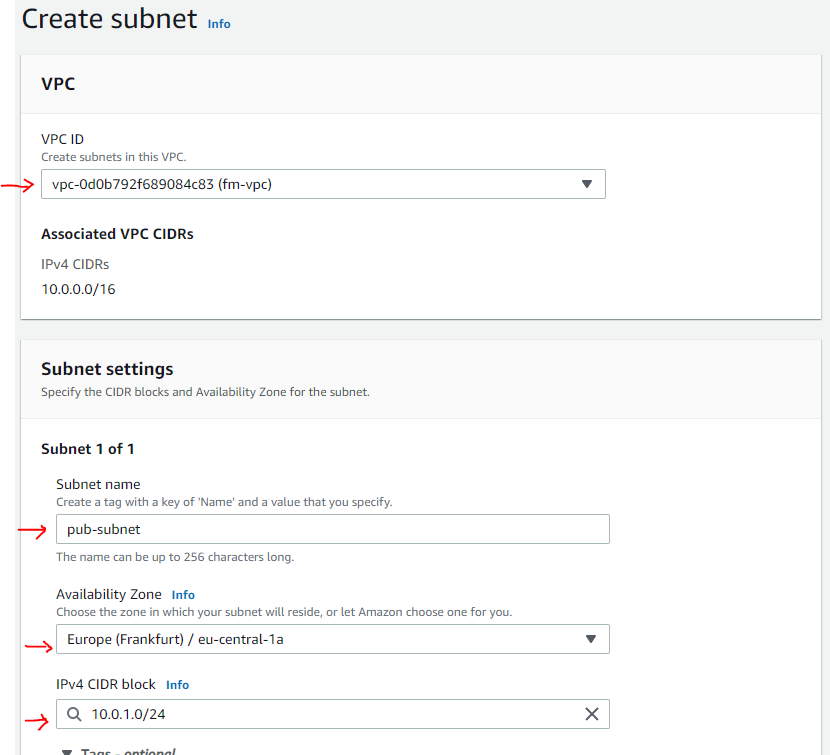 Create subnet Info
VPC
VPC ID
Create subnets in this VPC.
vpc-0d0b792f689084c83 (fm-vpc)
Associated VPC CIDRs
IPv4 CIDRs
10.0.0.0/16
Subnet settings
Specify the CIDR blocks and Availability Zone for the subnet.
Subnet 1 of 1
Subnet name
Create a tag with a key of 'Name' and a value that you specify.
pub-subnet
The name can be up to 256 characters long.
Availability Zone Info
Choose the zone in which your subnet will reside, or let Amazon choose one for you.
Europe (Frankfurt) / eu-central-1a
IPv4 CIDR block Info
10.0.1.0/24
Tags - optional